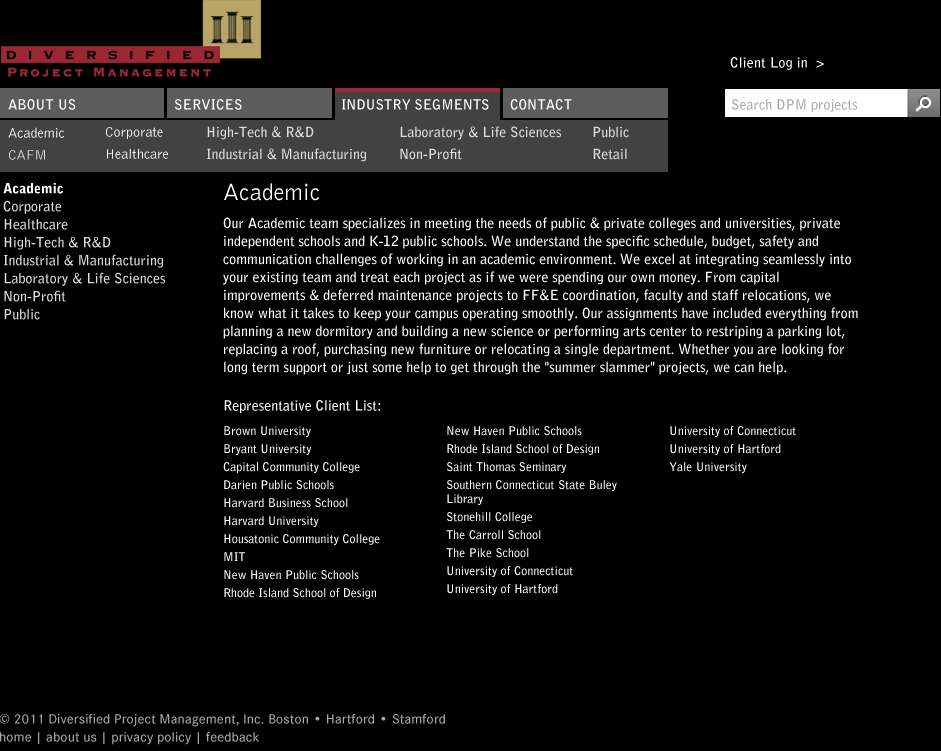 DIVERSIFIED
PROJECT MANAGEMENT
Client Log in >
ABOUT US SERVICES INDUSTRY SEGMENTS CONTACT
Search DPM projects
Academic Corporate High-Tech & R&D Laboratory & Life Sciences Public
CAFM Healthcare Industrial & Manufacturing Non-Profit Retail
Academic
Corporate
Healthcare
High-Tech & R&D
Industrial & Manufacturing
Laboratory & Life Sciences
Non-Profit
Public
Academic
Our Academic team specializes in meeting the needs of public & private colleges and universities, private
independent schools and K-12 public schools. We understand the specific schedule, budget, safety and
communication challenges of working in an academic environment. We excel at integrating seamlessly into
your existing team and treat each project as if we were spending our own money. From capital
improvements & deferred maintenance projects to FF&E coordination, faculty and staff relocations, we
know what it takes to keep your campus operating smoothly. Our assignments have included everything from
planning a new dormitory and building a new science or performing arts center to restriping a parking lot,
replacing a roof, purchasing new furniture or relocating a single department. Whether you are looking for
long term support or just some help to get through the "summer slammer" projects, we can help.
Representative Client List:
Brown University
Bryant University
Capital Community College
Darien Public Schools
Harvard Business School
Harvard University
Housatonic Community College
MIT
New Haven Public Schools
Rhode Island School of Design
New Haven Public Schools
Rhode Island School of Design
Saint Thomas Seminary
Southern Connecticut State Buley
Library
Stonehill College
The Carroll School
The Pike School
University of Connecticut
University of Hartford
University of Connecticut
University of Hartford
Yale University
© 2011 Diversified Project Management, Inc. Boston • Hartford • Stamford
home | about us | privacy policy | feedback